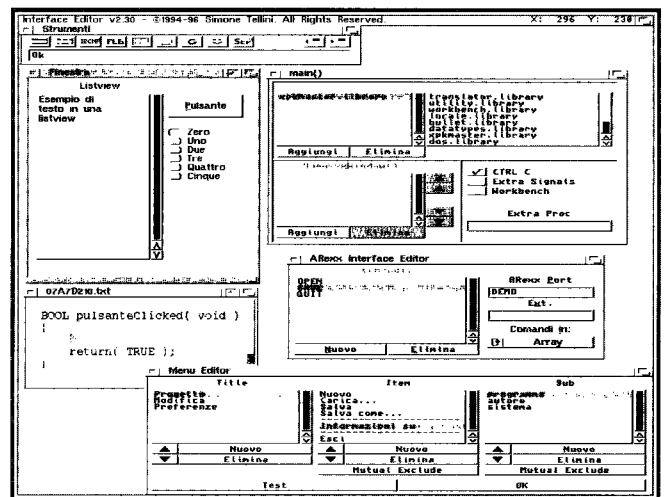 Interface Editor v2.30 - ©1994-96 Simone Tellini. All Rights Reserved. X: 296 Y: 230
Strumenti
Ok
Finestra
Listview
Esempio di
testo in una
listview
Pulsante
Zero
Uno
Due
Tre
Quattro
Cinque
main()
translator.library
utility.library
workbench.library
locale.library
bullet.library
datatypes.library
xpkmaster.library
dos.library
Aggiungi Elimina
Aggiungi Elimina
CTRL C
Extra Signals
Workbench
Extra Proc
ARexx Interface Editor
OPEN
QUIT
Nuovo Elimina
ARexx Port
DEMO
Ext.
Comandi in:
Array
07A7D210.txt
BOOL pulsanteClicked( void )
{
return( TRUE );
}
Menu Editor
Title Item Sub
Progetto
Modifica
Preferenze
Nuovo
Carica...
Salva
Salva come...
Informazioni su
Esci
programma
autore
sistema
Nuovo Nuovo Nuovo
Elimina Elimina Elimina
Mutual Exclude Mutual Exclude
Test OK